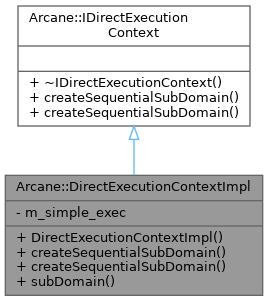 Arcane::IDirectExecution
Context
+ ~IDirectExecutionContext()
+ createSequentialSubDomain()
+ createSequentialSubDomain()
Arcane::DirectExecutionContextImpl
- m_simple_exec
+ DirectExecutionContextImpl()
+ createSequentialSubDomain()
+ createSequentialSubDomain()
+ subDomain()